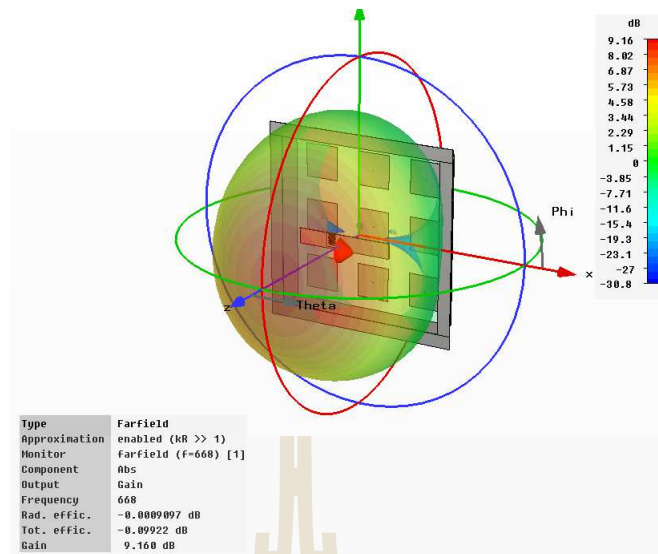 dB
9.16
8.02
6.87
5.73
4.58
3.44
2.29
1.15
0
-3.85
-7.71
-11.6
-15.4
-19.3
-23.1
-27
-30.8
Phi
x
z
Theta
Type Farfield
Approximation enabled (kR >> 1)
Monitor farfield (f=668) [1]
Component Abs
Output Gain
Frequency 668
Rad. effic. -0.0009097 dB
Tot. effic. -0.09922 dB
Gain 9.160 dB